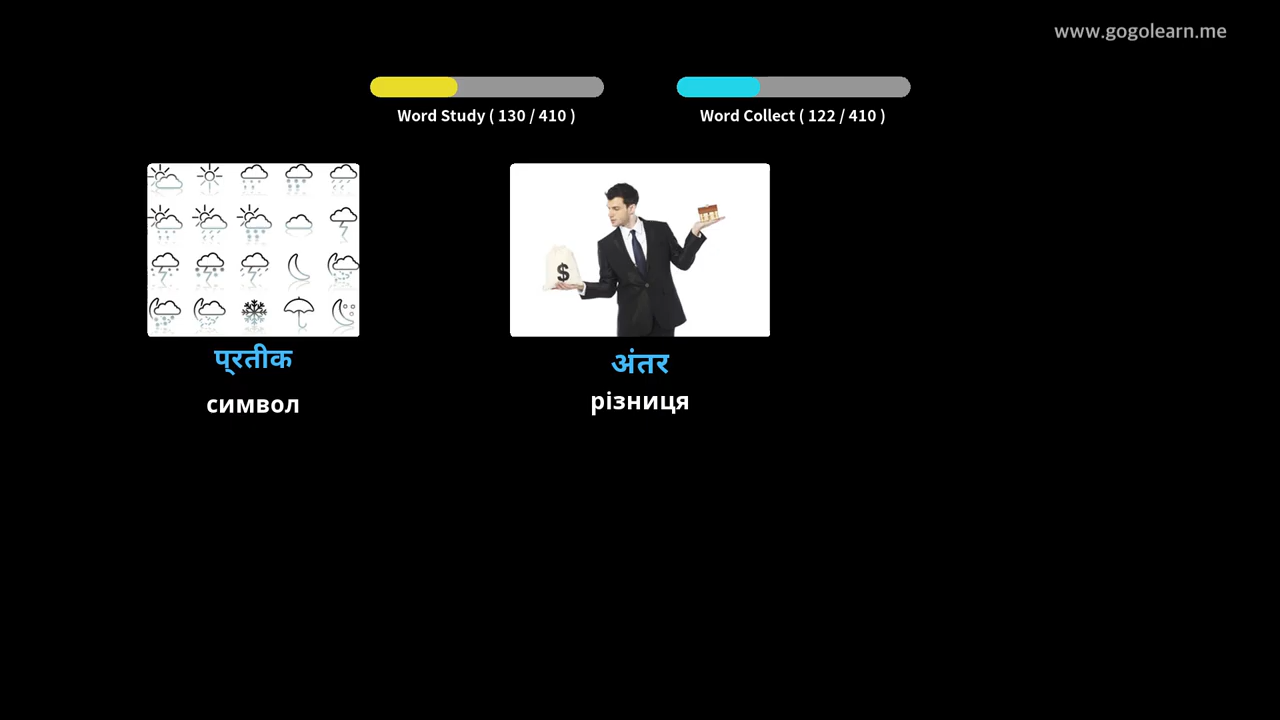 www.gogolearn.me
Word Study ( 130 / 410 )
Word Collect ( 122 / 410 )
$
प्रतीक
символ
अंतर
різниця